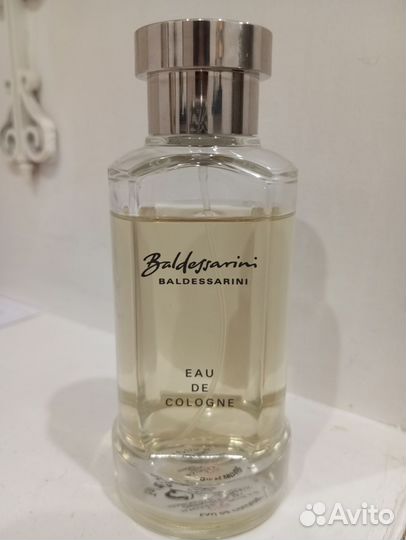 Baldessarini
BALDESSARINI
EAU
DE
COLOGNE
Avito